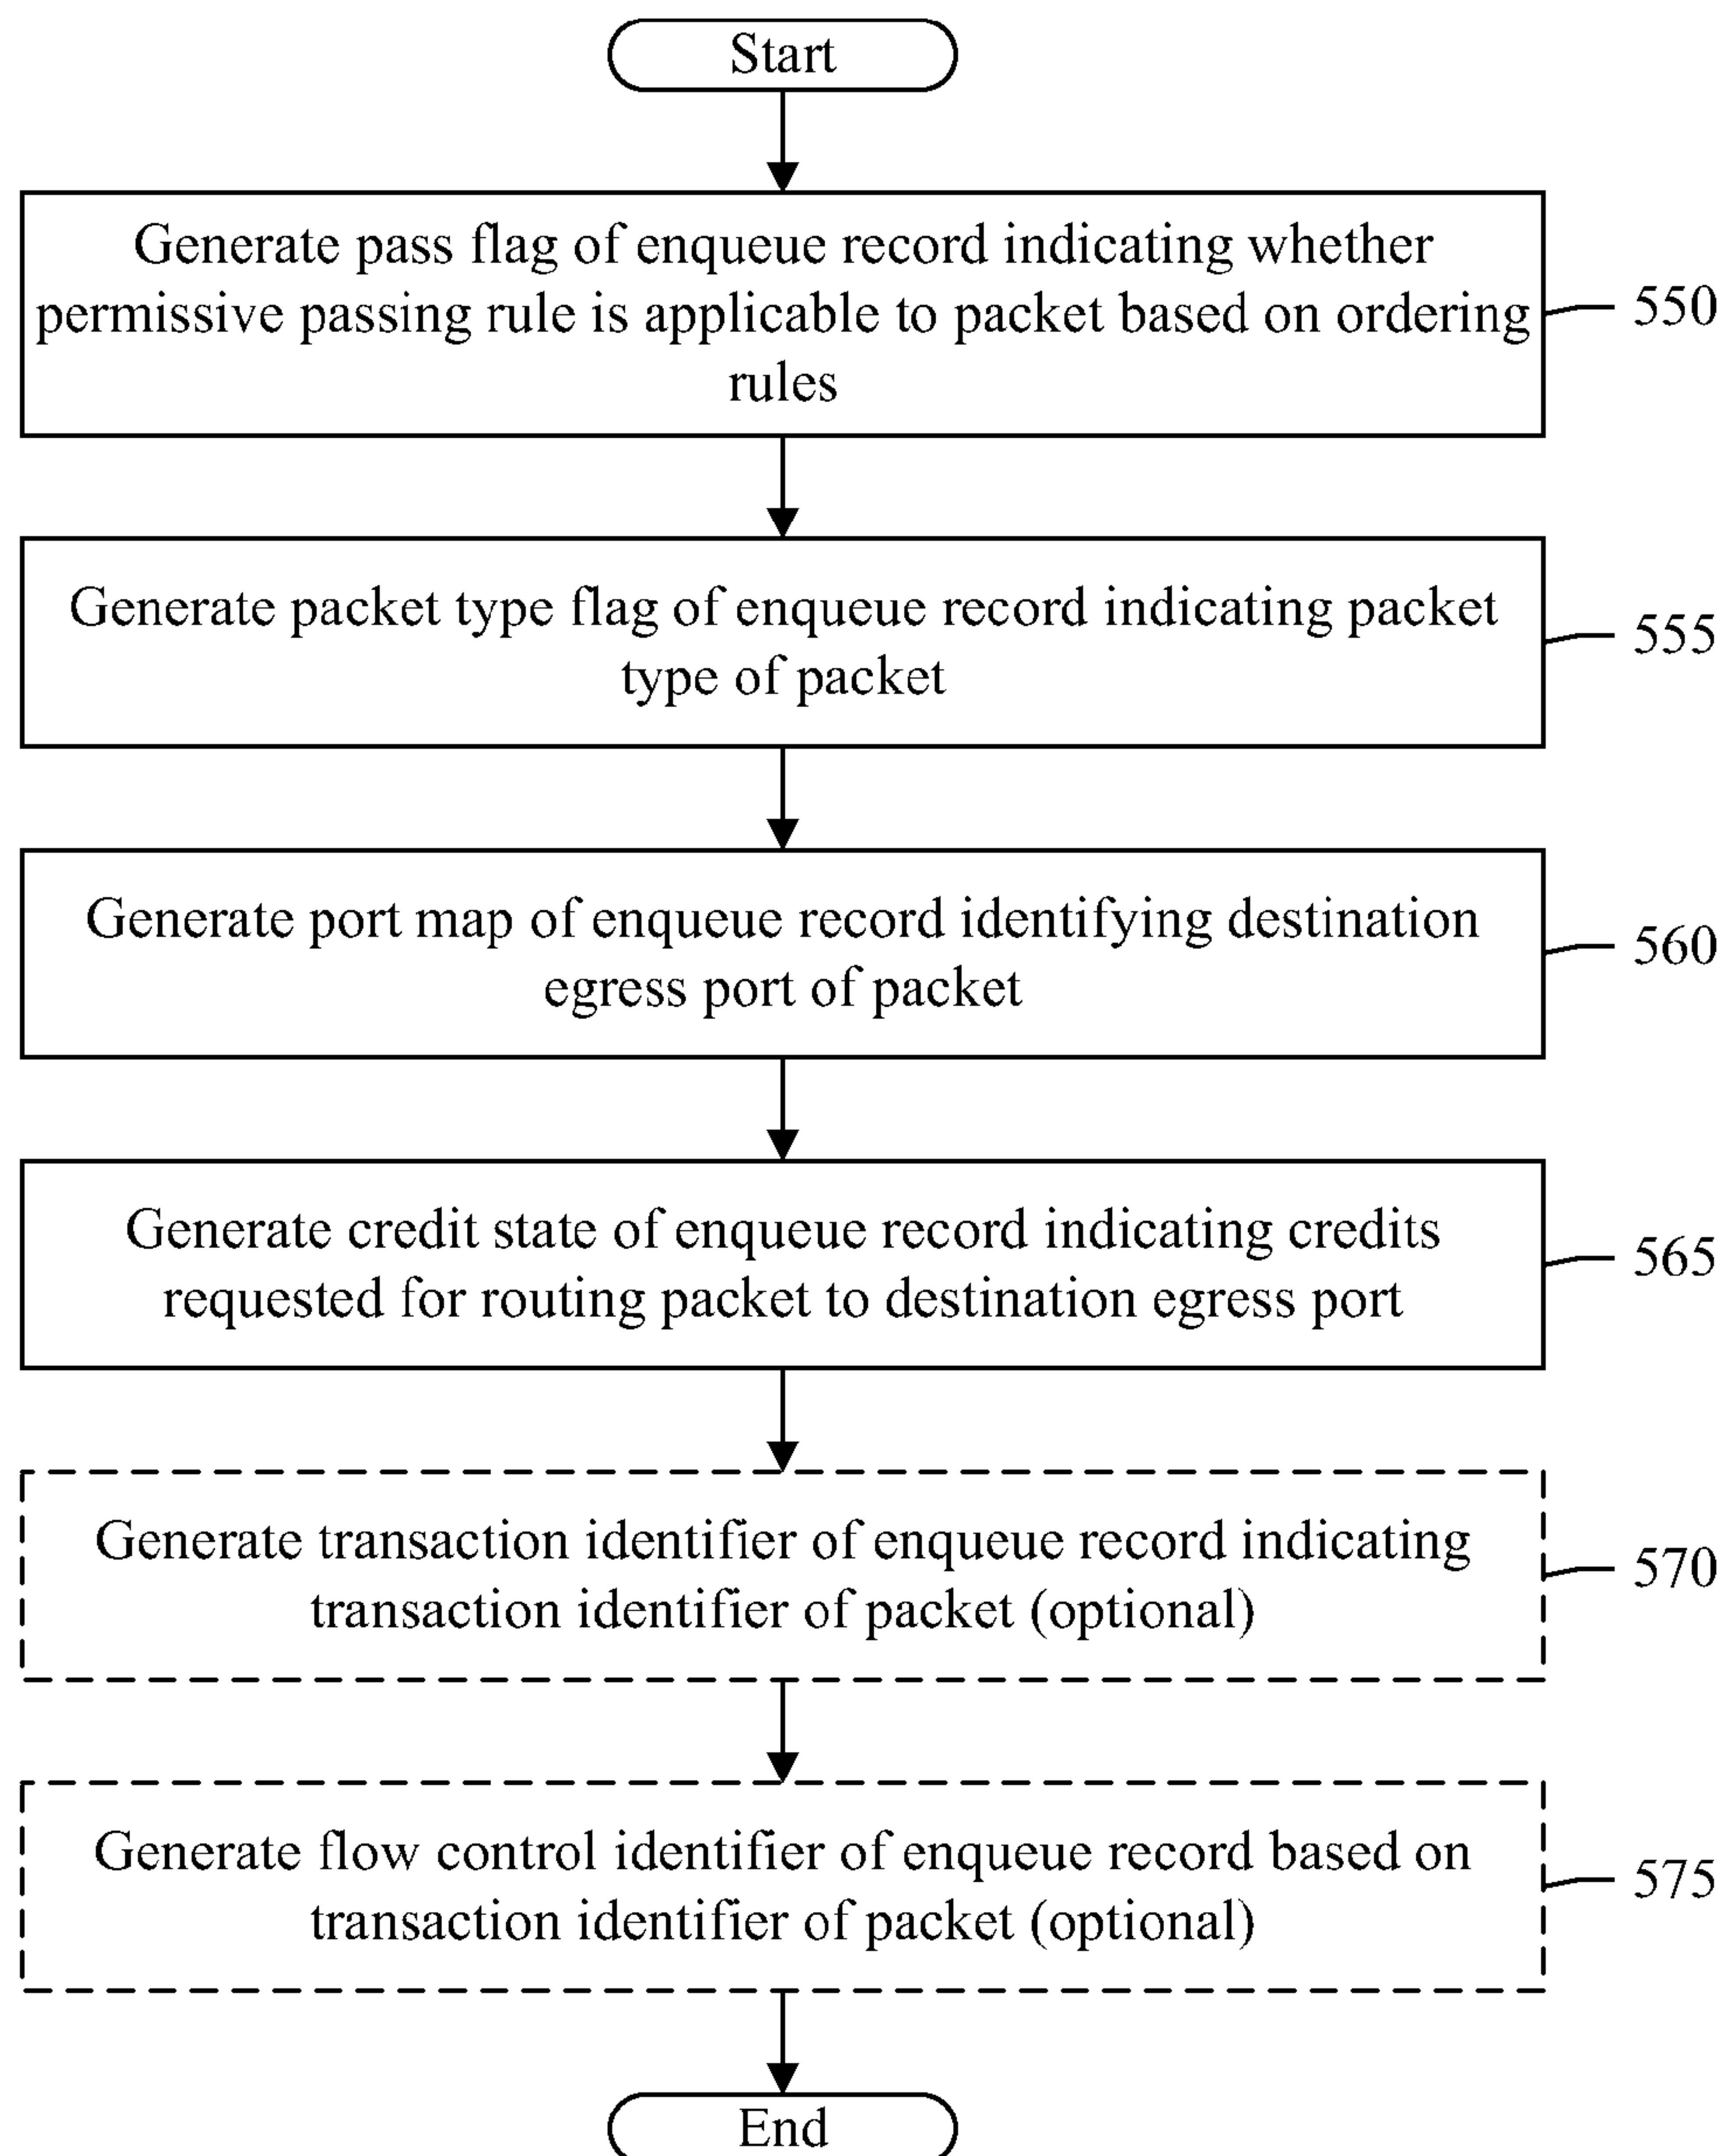 Start
Generate pass flag of enqueue record indicating whether
permissive passing rule is applicable to packet based on ordering
rules
550
Generate packet type flag of enqueue record indicating packet
type of packet
555
Generate port map of enqueue record identifying destination
egress port of packet
560
Generate credit state of enqueue record indicating credits
requested for routing packet to destination egress port
565
Generate transaction identifier of enqueue record indicating
transaction identifier of packet (optional)
570
Generate flow control identifier of enqueue record based on
transaction identifier of packet (optional)
575
End